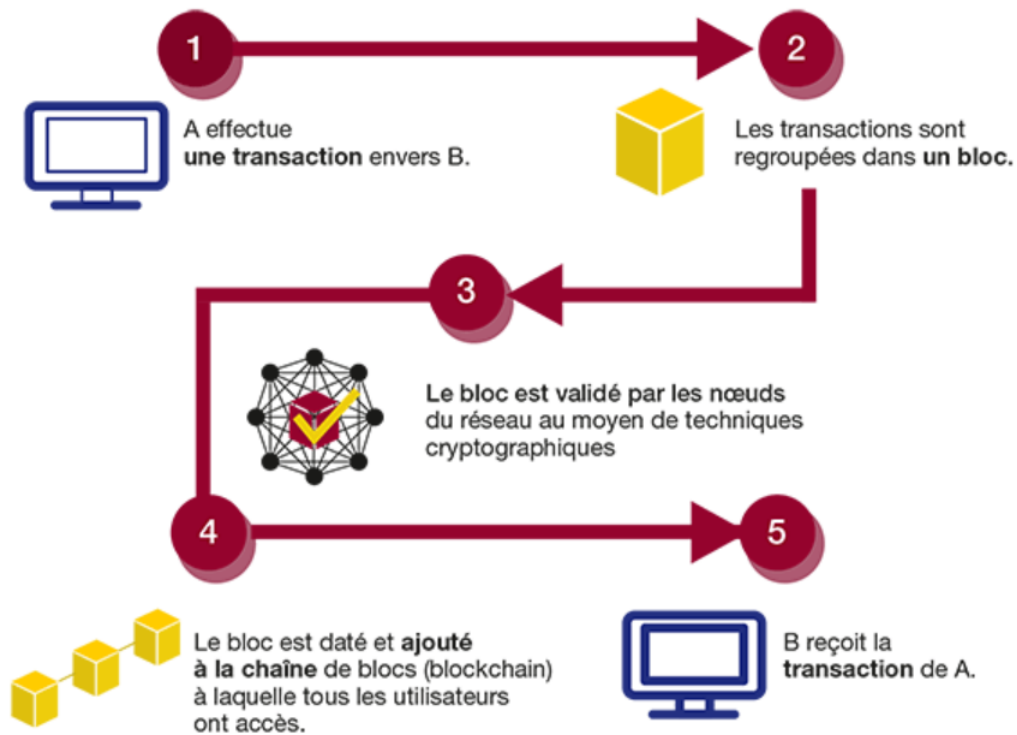 1
A effectue
une transaction envers B.
2
Les transactions sont
regroupées dans un bloc.
3
Le bloc est validé par les nœuds
du réseau au moyen de techniques
cryptographiques
4
Le bloc est daté et ajouté
à la chaîne de blocs (blockchain)
à laquelle tous les utilisateurs
ont accès.
5
B reçoit la
transaction de A.